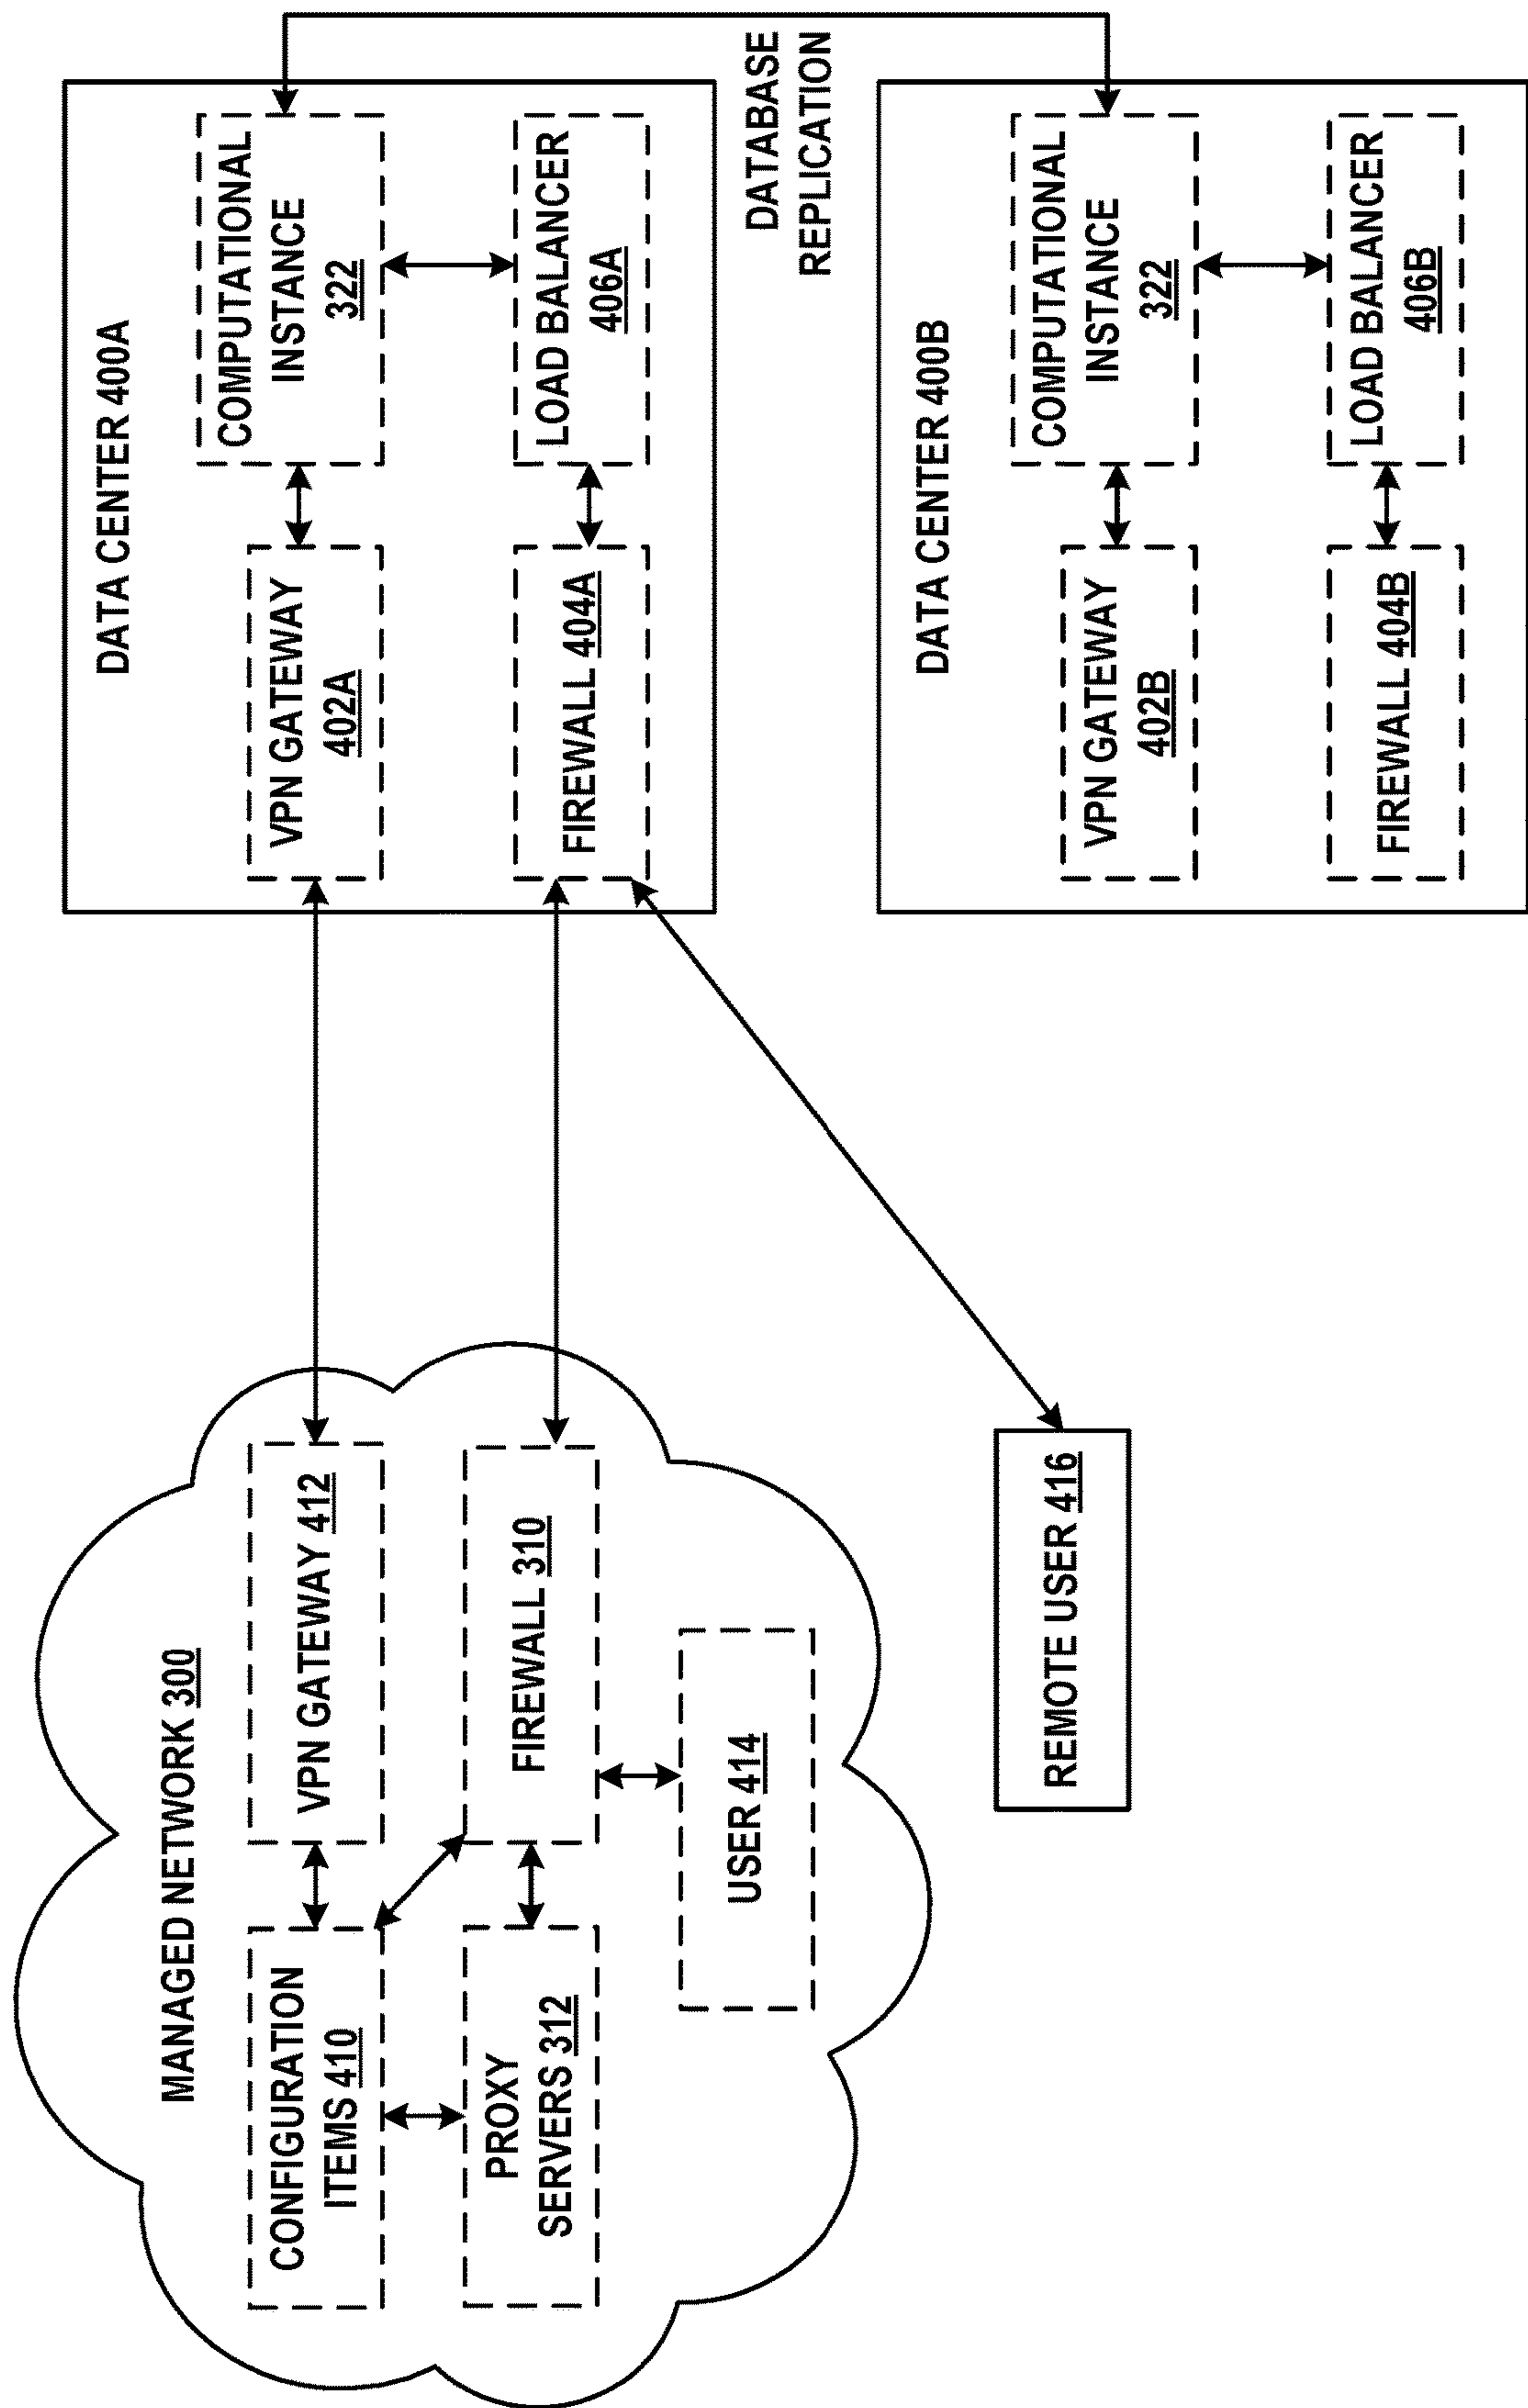 MANAGED NETWORK 300
CONFIGURATION
ITEMS 410
VPN GATEWAY 412
PROXY
SERVERS 312
FIREWALL 310
USER 414
REMOTE USER 416
DATA CENTER 400A
VPN GATEWAY
402A
COMPUTATIONAL
INSTANCE
322
FIREWALL 404A
LOAD BALANCER
406A
DATABASE
REPLICATION
DATA CENTER 400B
VPN GATEWAY
402B
COMPUTATIONAL
INSTANCE
322
FIREWALL 404B
LOAD BALANCER
406B